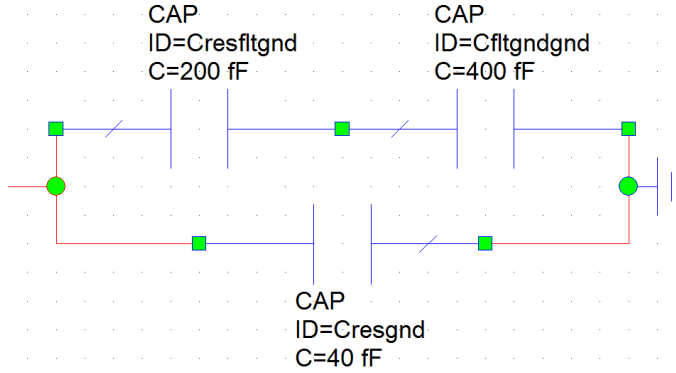 CAP
ID=Cresfltgnd
C=200 fF
CAP
ID=Cfltgndgnd
C=400 fF
CAP
ID=Cresgnd
C=40 fF